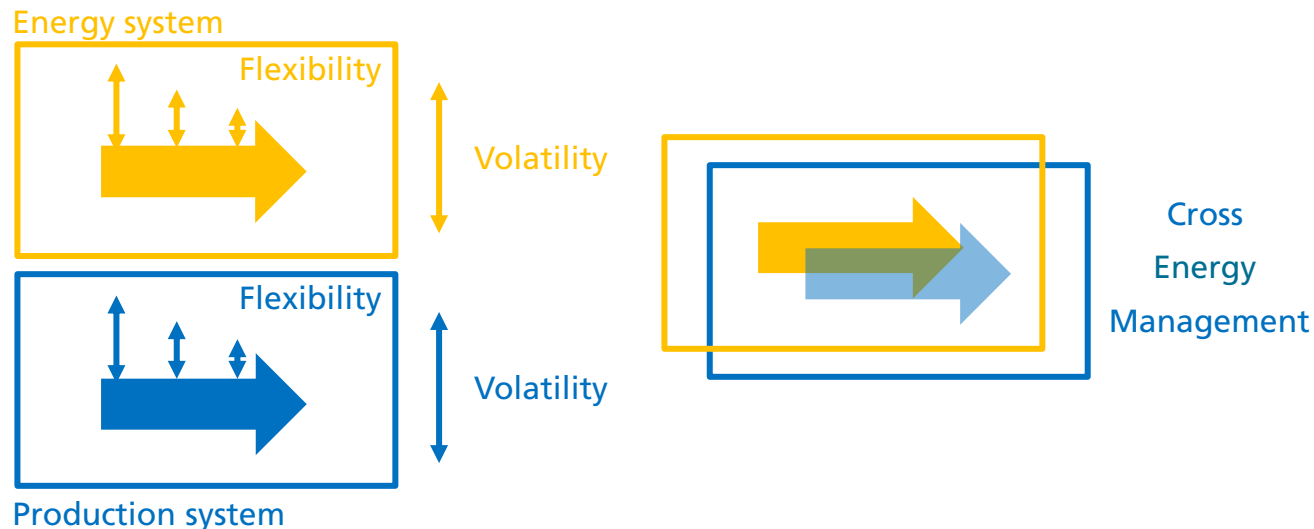 Energy system
Flexibility
Volatility
Flexibility
Volatility
Production system
Cross
Energy
Management